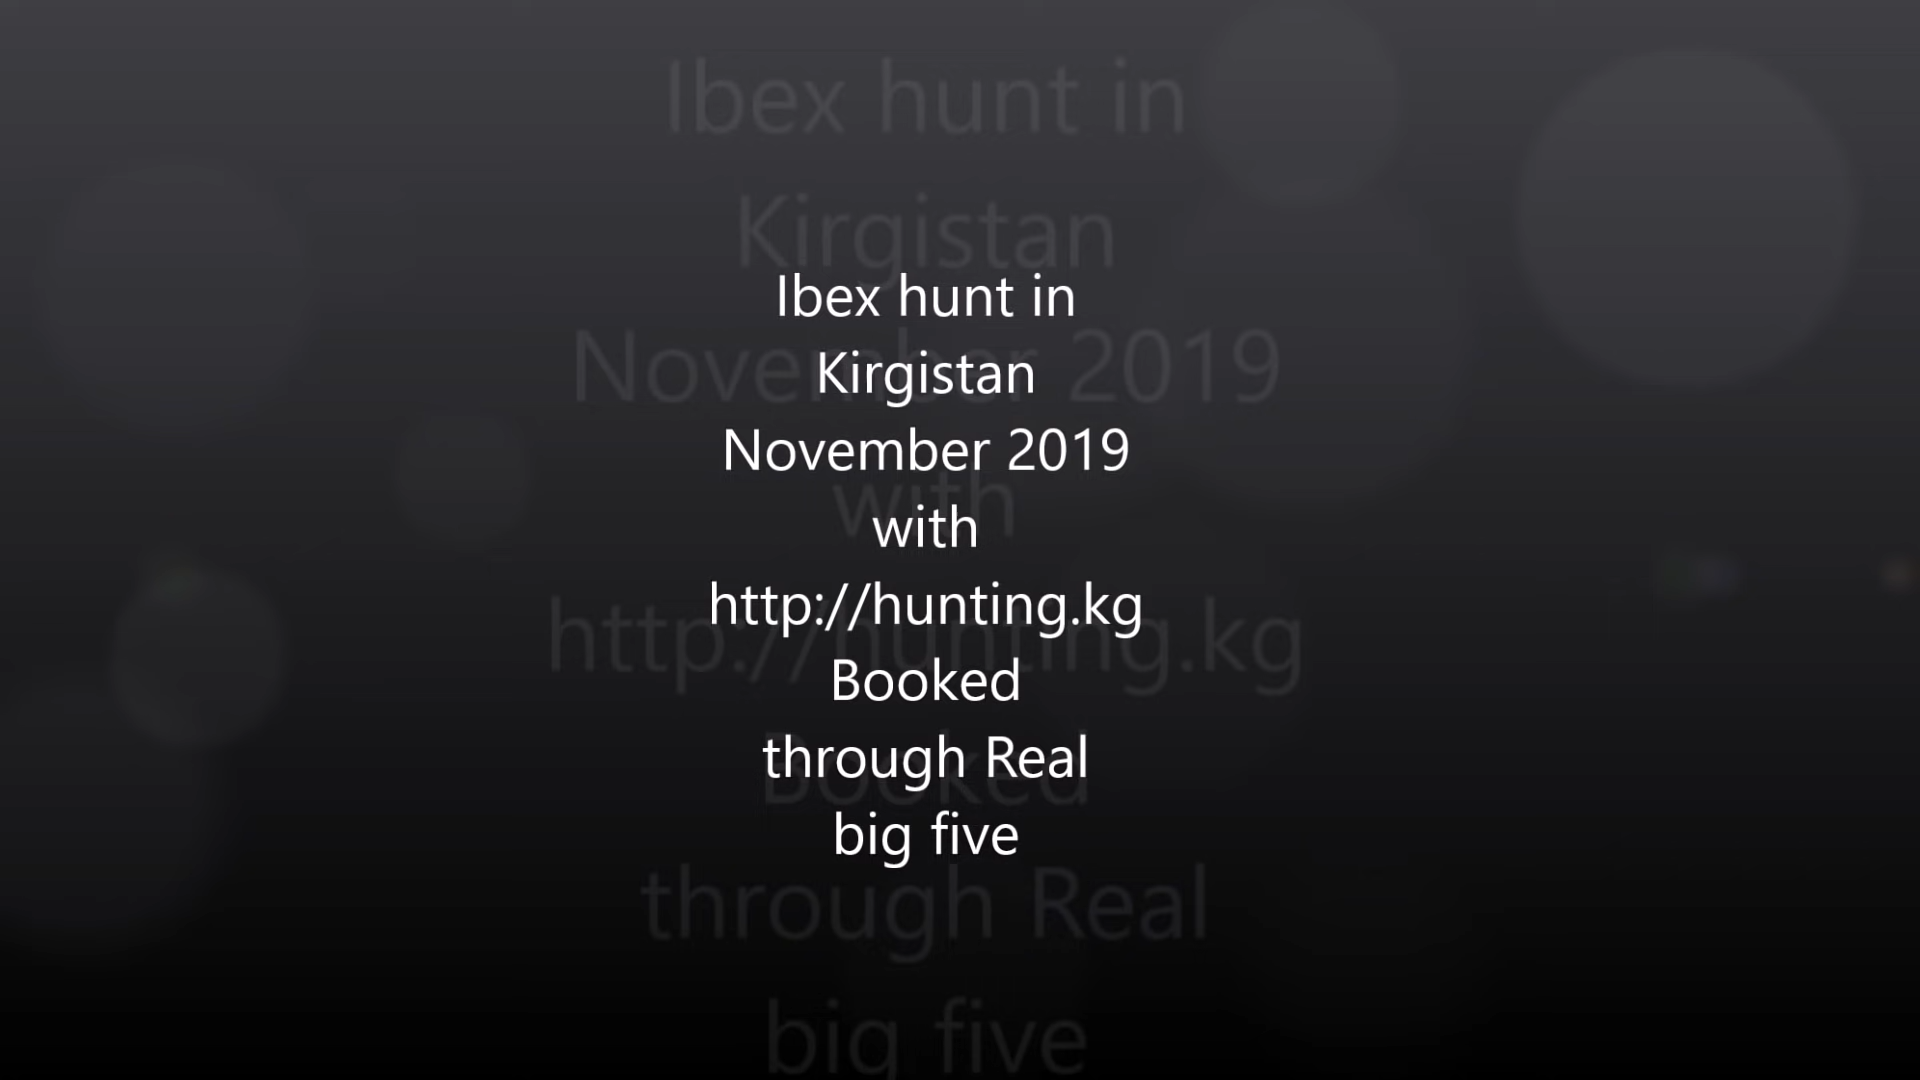 Ibex hunt in
Kirgistan
November 2019
with
http://hunting.kg
Booked
through Real
big five